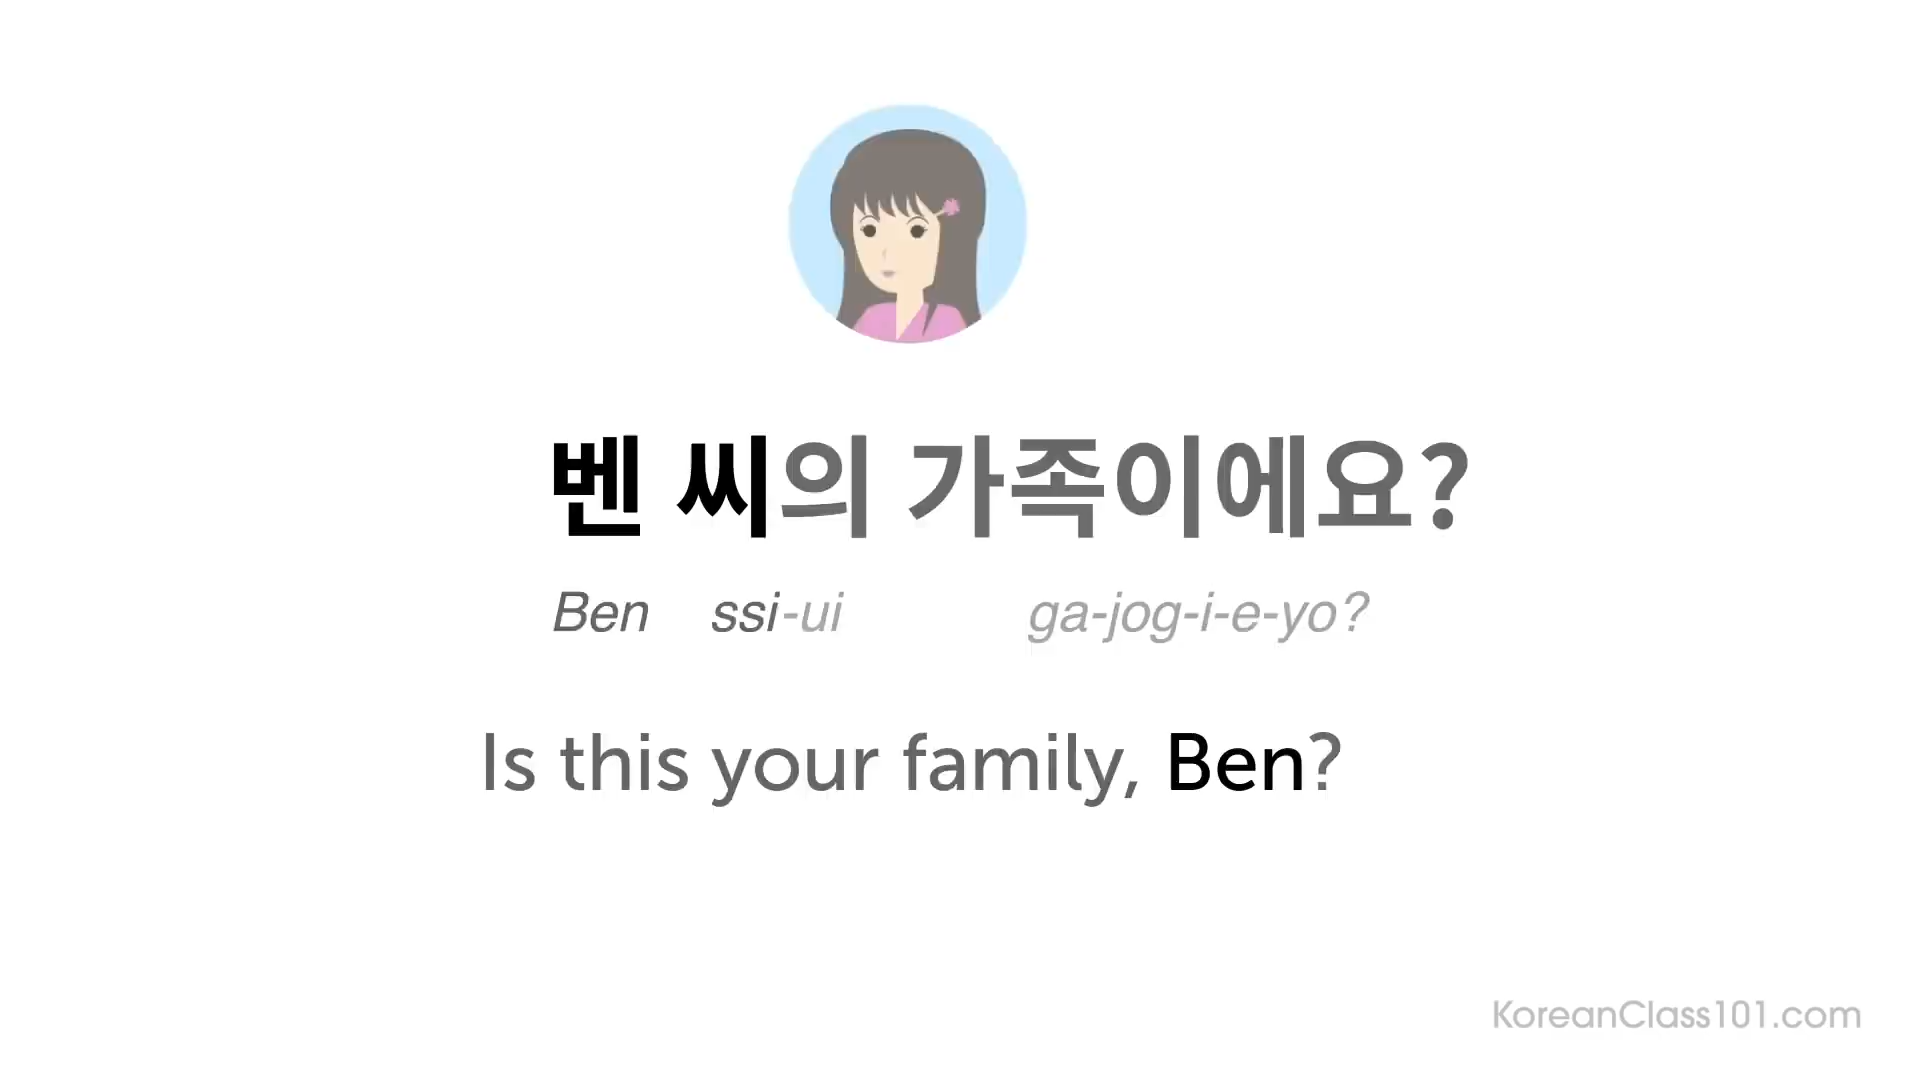 벤 씨의 가족이에요?
Ben ssi-ui ga-jog-i-e-yo?
Is this your family, Ben?
KoreanClass101.com